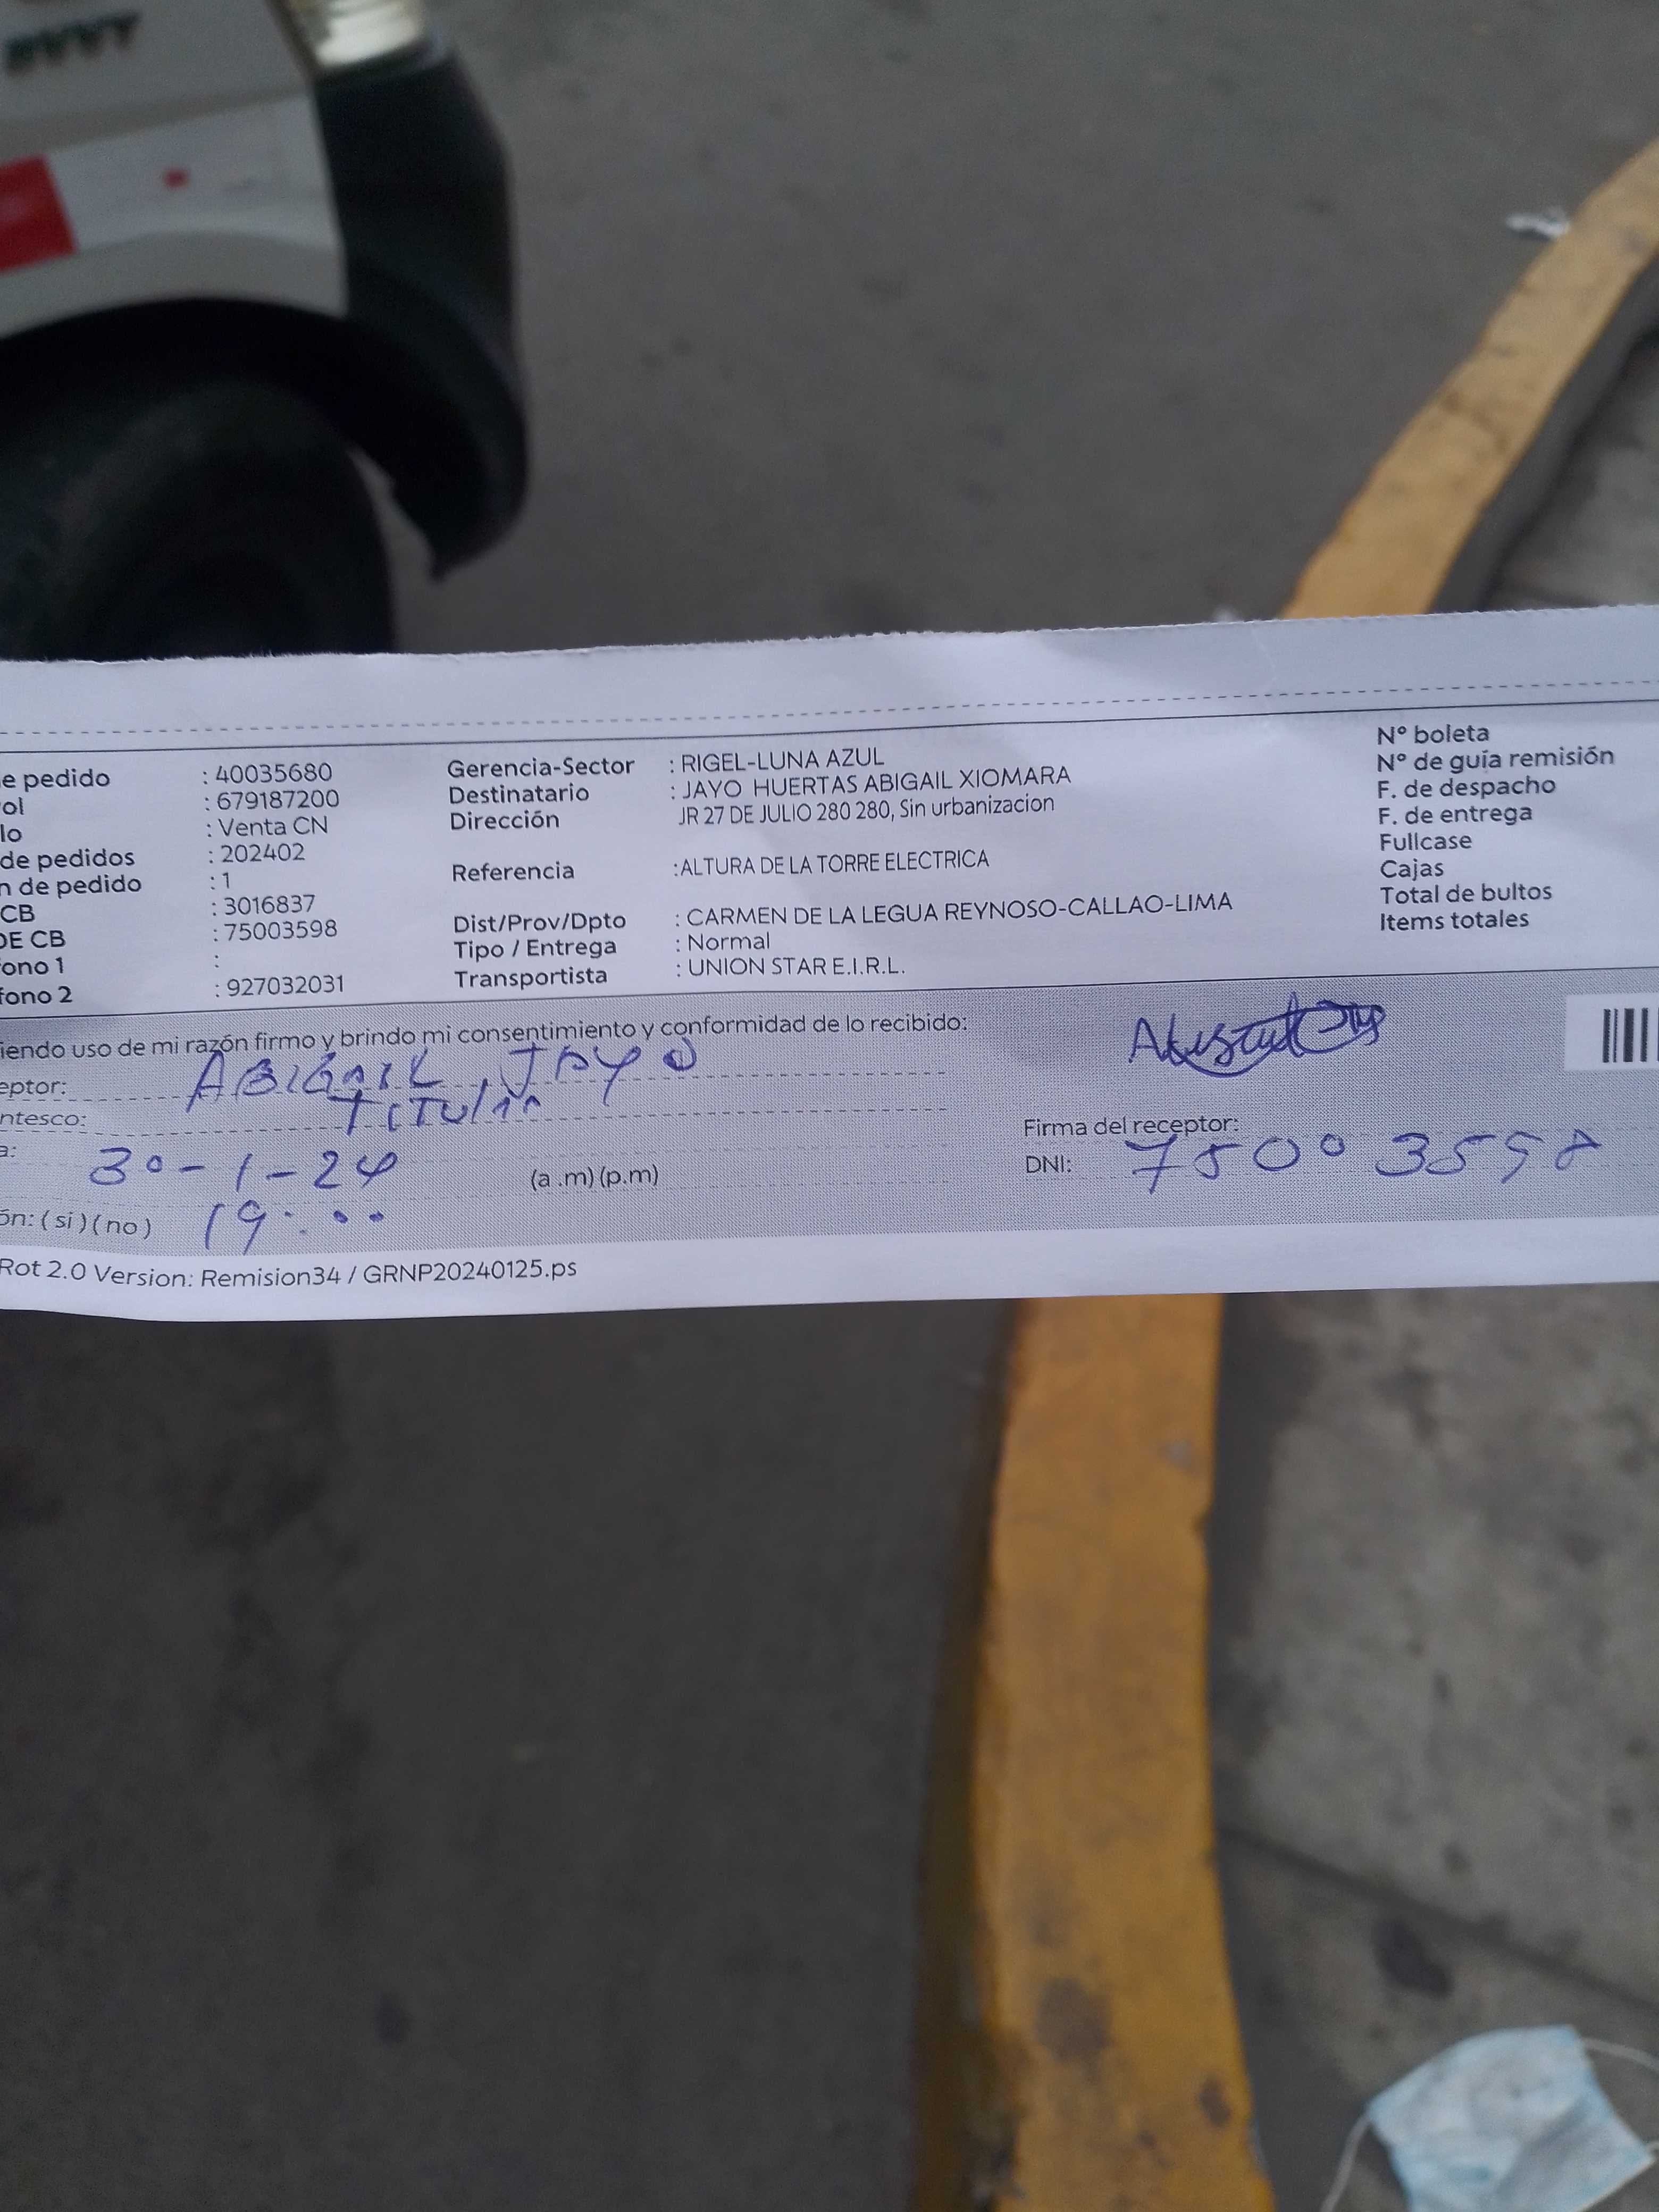 e pedido : 40035680
ol : 679187200
lo : Venta CN
de pedidos : 202402
n de pedido : 1
CB : 3016837
DE CB : 75003598
ono 1 :
fono 2 : 927032031
Gerencia-Sector : RIGEL-LUNA AZUL
Destinatario : JAYO HUERTAS ABIGAIL XIOMARA
Dirección JR 27 DE JULIO 280 280, Sin urbanizacion
Referencia :ALTURA DE LA TORRE ELECTRICA
Dist/Prov/Dpto : CARMEN DE LA LEGUA REYNOSO-CALLAO-LIMA
Tipo / Entrega : Normal
Transportista : UNION STAR E.I.R.L.
N° boleta
N° de guía remisión
F. de despacho
F. de entrega
Fullcase
Cajas
Total de bultos
Items totales
iendo uso de mi razón firmo y brindo mi consentimiento y conformidad de lo recibido:
eptor: ABIGAIL JAYO
ntesco: TITULAR
a: 30-1-24 (a .m) (p.m)
ón: ( si ) ( no ) 19:00
Firma del receptor:
DNI: 75003598
Rot 2.0 Version: Remision34 / GRNP20240125.ps